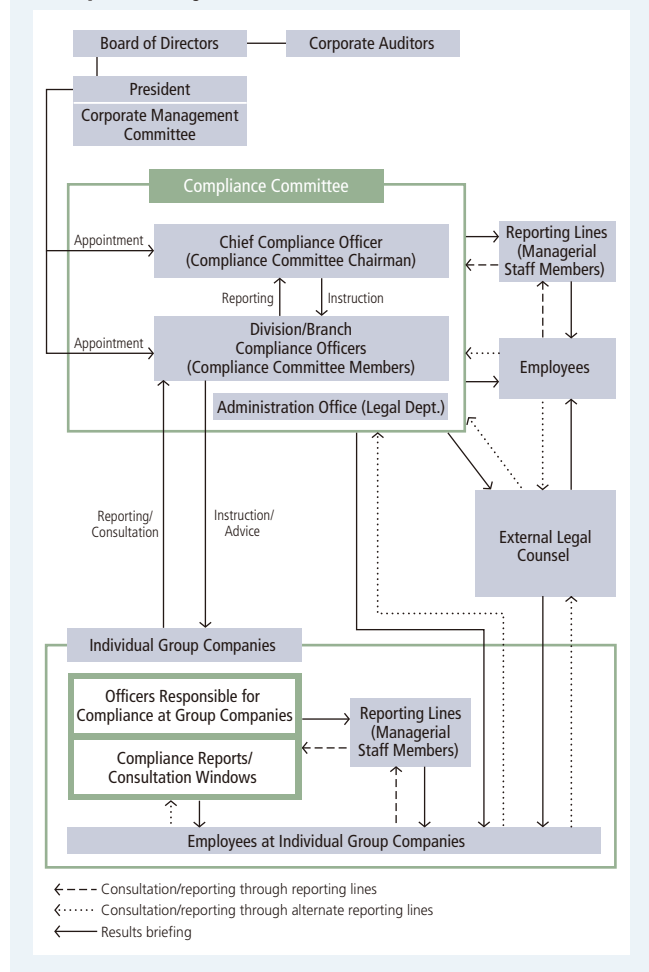 Board of Directors
Corporate Auditors
President
Corporate Management
Committee
Compliance Committee
Appointment
Chief Compliance Officer
(Compliance Committee Chairman)
Reporting Lines
(Managerial
Staff Members)
Reporting
Instruction
Appointment
Division/Branch
Compliance Officers
(Compliance Committee Members)
Employees
Administration Office (Legal Dept.)
Reporting/
Consultation
Instruction/
Advice
External Legal
Counsel
Individual Group Companies
Officers Responsible for
Compliance at Group Companies
Reporting Lines
(Managerial
Staff Members)
Compliance Reports/
Consultation Windows
Employees at Individual Group Companies
Consultation/reporting through reporting lines
Consultation/reporting through alternate reporting lines
Results briefing